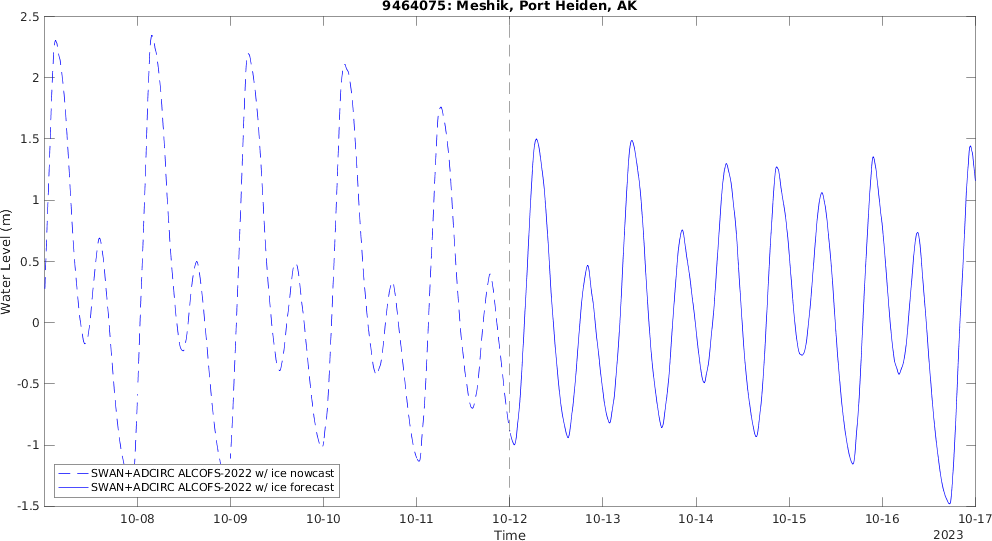 9464075: Meshik, Port Heiden, AK
Water Level (m)
2.5
2
1.5
1
0.5
0
-0.5
-1
-1.5
SWAN+ADCIRC ALCOFS-2022 w/ ice nowcast
SWAN+ADCIRC ALCOFS-2022 w/ ice forecast
10-08 10-09 10-10 10-11 10-12 10-13 10-14 10-15 10-16 10-17
Time
2023